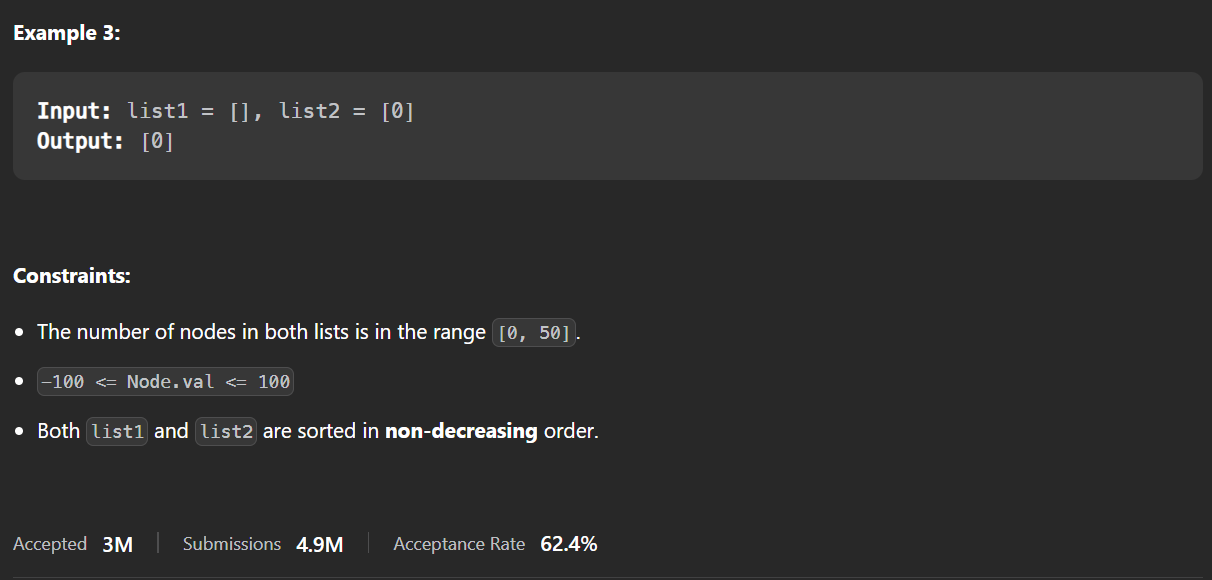 Example 3:
Input: list1 = [], list2 = [0]
Output: [0]
Constraints:
The number of nodes in both lists is in the range [0, 50].
-100 <= Node.val <= 100
Both list1 and list2 are sorted in non-decreasing order.
Accepted 3M Submissions 4.9M Acceptance Rate 62.4%